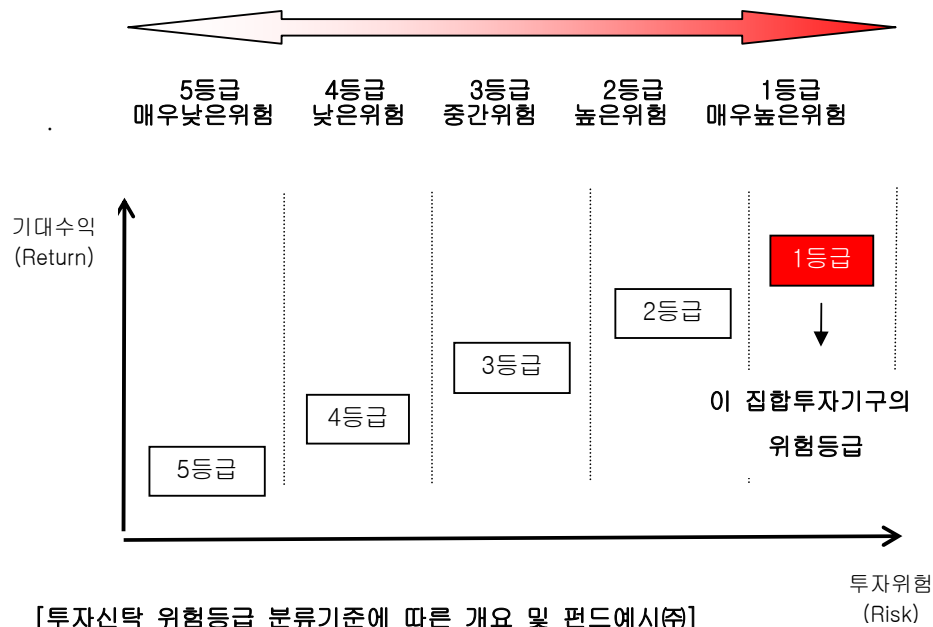 5등급 4등급 3등급 2등급 1등급
매우낮은위험 낮은위험 중간위험 높은위험 매우높은위험
.
기대수익
(Return)
1등급
2등급
3등급
4등급
5등급
이 집합투자기구의
위험등급
투자위험
(Risk)
[투자신탁 위험등급 분류기준에 따른 개요 및 펀드예시㈜]